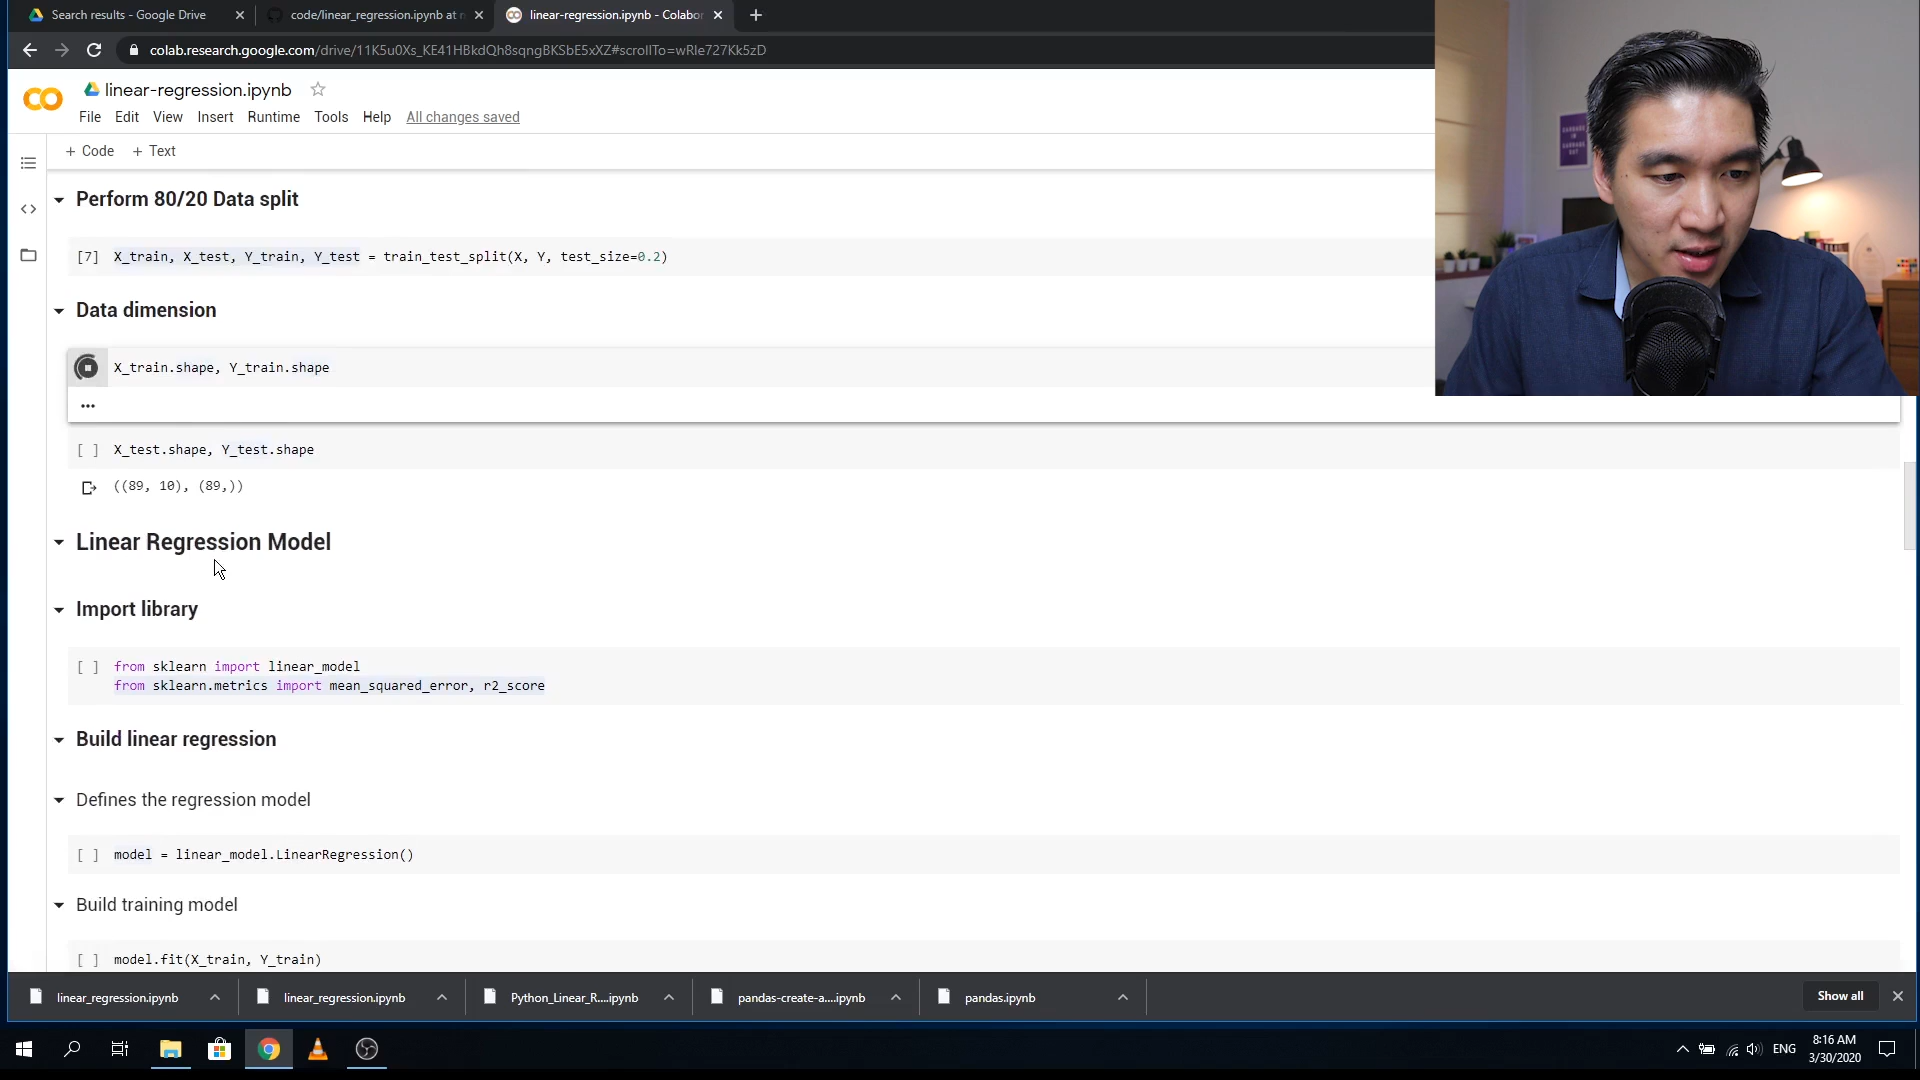 Search results - Google Drive
code/linear_regression.ipynb at
linear-regression.ipynb - Colabor
colab.research.google.com/drive/11K5u0Xs_KE41HBkdQh8sqngBKSbE5xXZ#scrollTo=wRle727Kk5zD
linear-regression.ipynb
File Edit View Insert Runtime Tools Help All changes saved
+ Code + Text
Perform 80/20 Data split
[7] X_train, X_test, Y_train, Y_test = train_test_split(X, Y, test_size=0.2)
Data dimension
X_train.shape, Y_train.shape
...
[ ] X_test.shape, Y_test.shape
((89, 10), (89,))
Linear Regression Model
Import library
[ ] from sklearn import linear_model
from sklearn.metrics import mean_squared_error, r2_score
Build linear regression
Defines the regression model
[ ] model = linear_model.LinearRegression()
Build training model
[ ] model.fit(X_train, Y_train)
linear_regression.ipynb
linear_regression.ipynb
Python_Linear_R....ipynb
pandas-create-a....ipynb
pandas.ipynb
Show all
ENG
8:16 AM
3/30/2020
GARBAGE
IN
GARBAGE
OUT